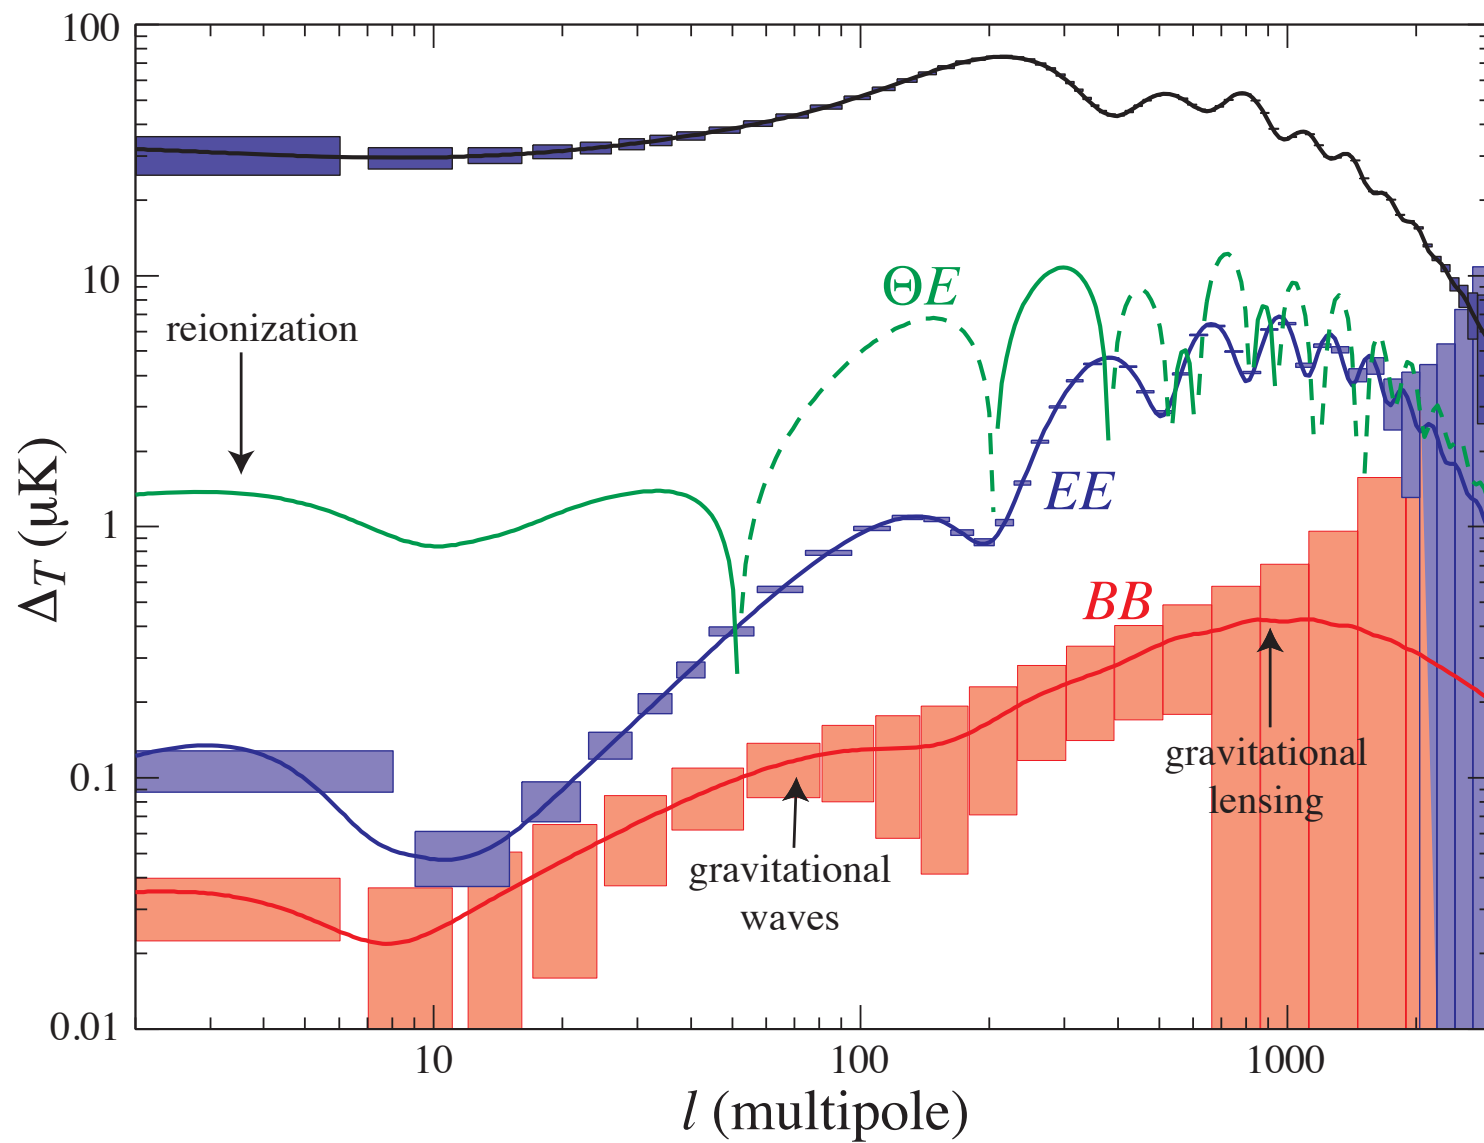 100
10
1
0.1
0.01
ΔT (μK)
reionization
ΘE
EE
BB
gravitational
waves
gravitational
lensing
10
100
1000
l (multipole)